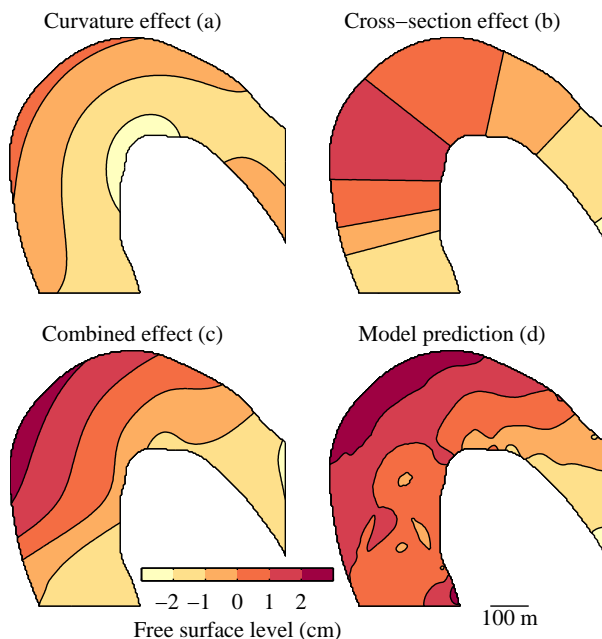 Curvature effect (a)
Cross−section effect (b)
Combined effect (c)
Model prediction (d)
−2 −1 0 1 2
Free surface level (cm)
100 m